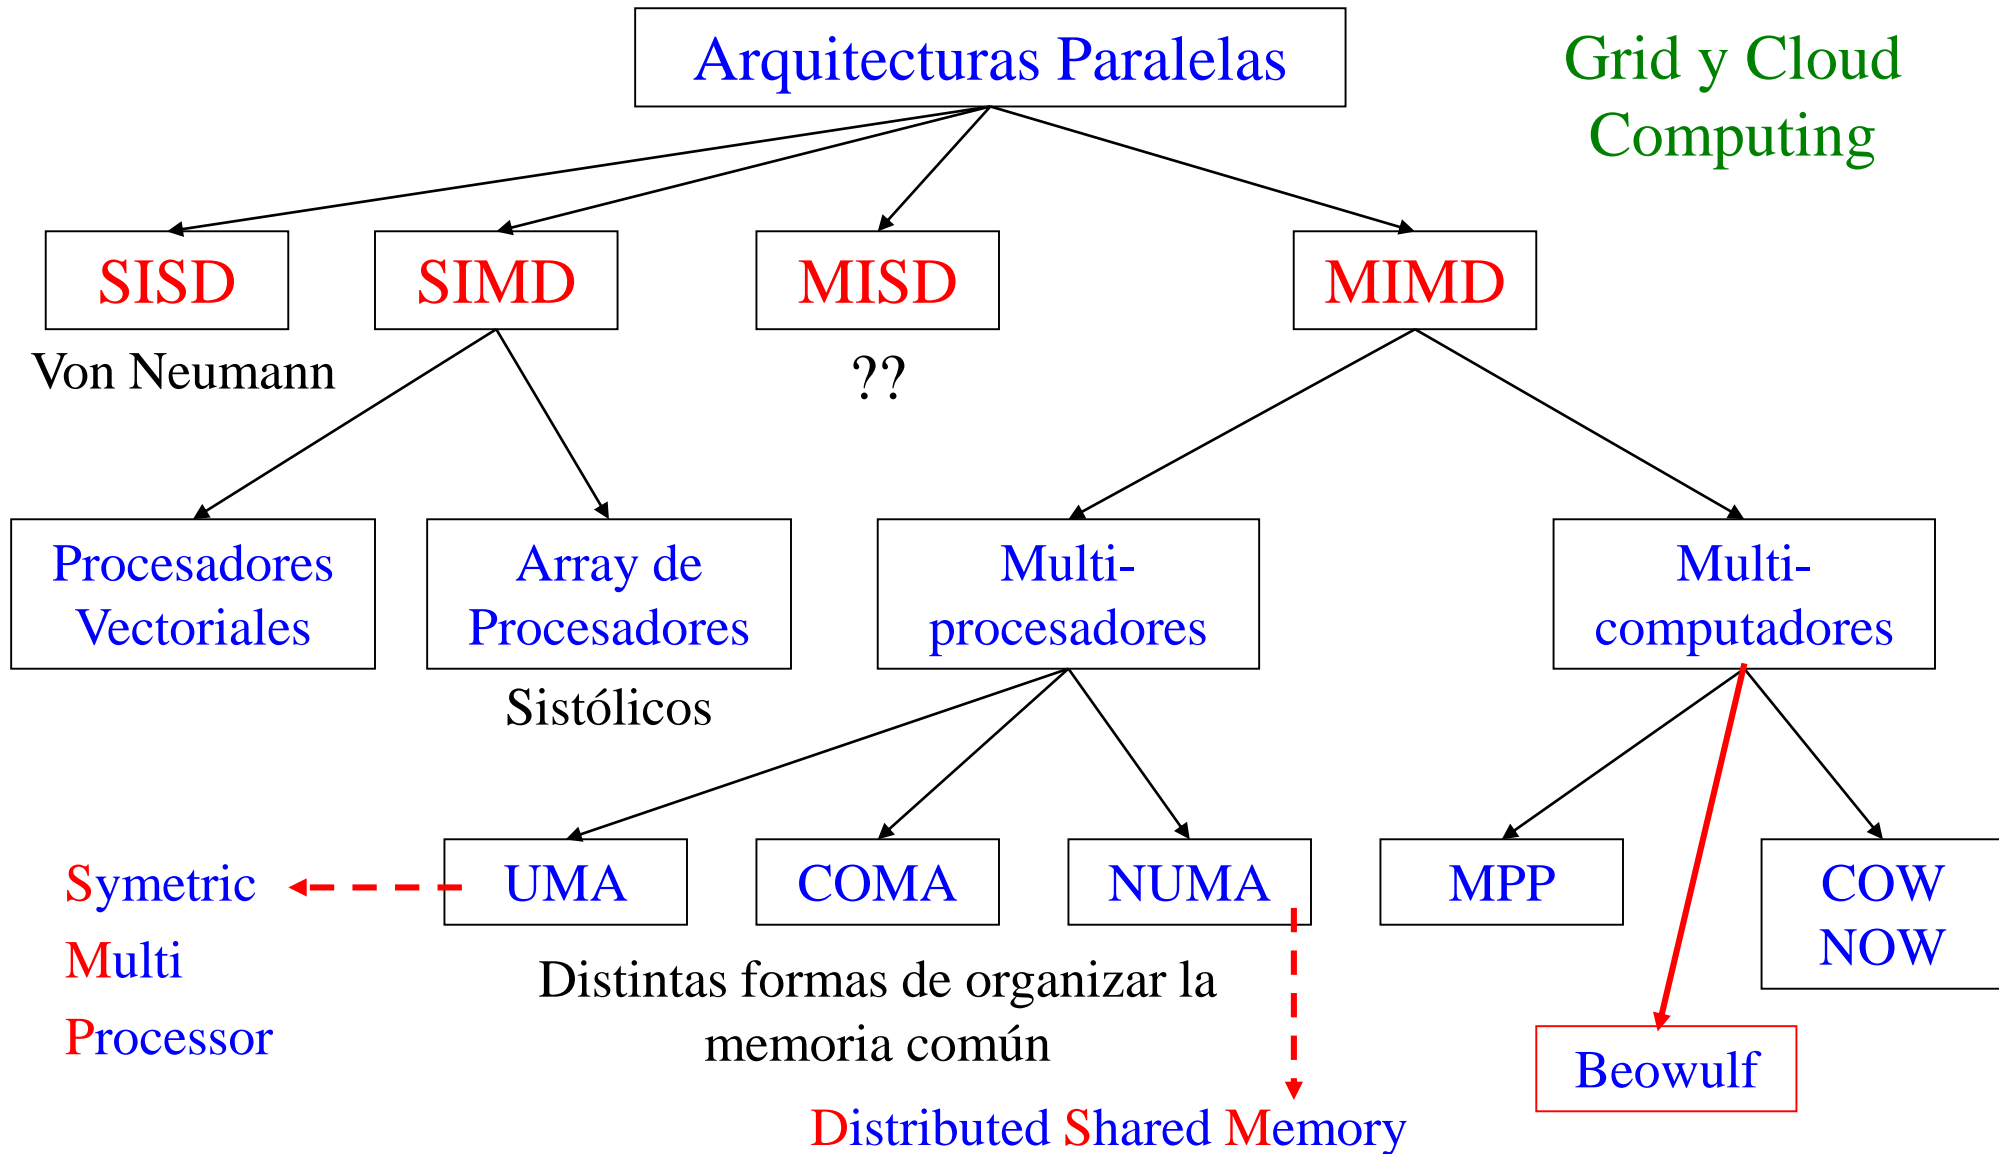 Arquitecturas Paralelas
Grid y Cloud
Computing
SISD
SIMD
MISD
MIMD
Von Neumann
??
Procesadores
Vectoriales
Array de
Procesadores
Multi-
procesadores
Multi-
computadores
Sistólicos
Symetric
Multi
Processor
UMA
COMA
NUMA
MPP
COW
NOW
Distintas formas de organizar la
memoria común
Beowulf
Distributed Shared Memory